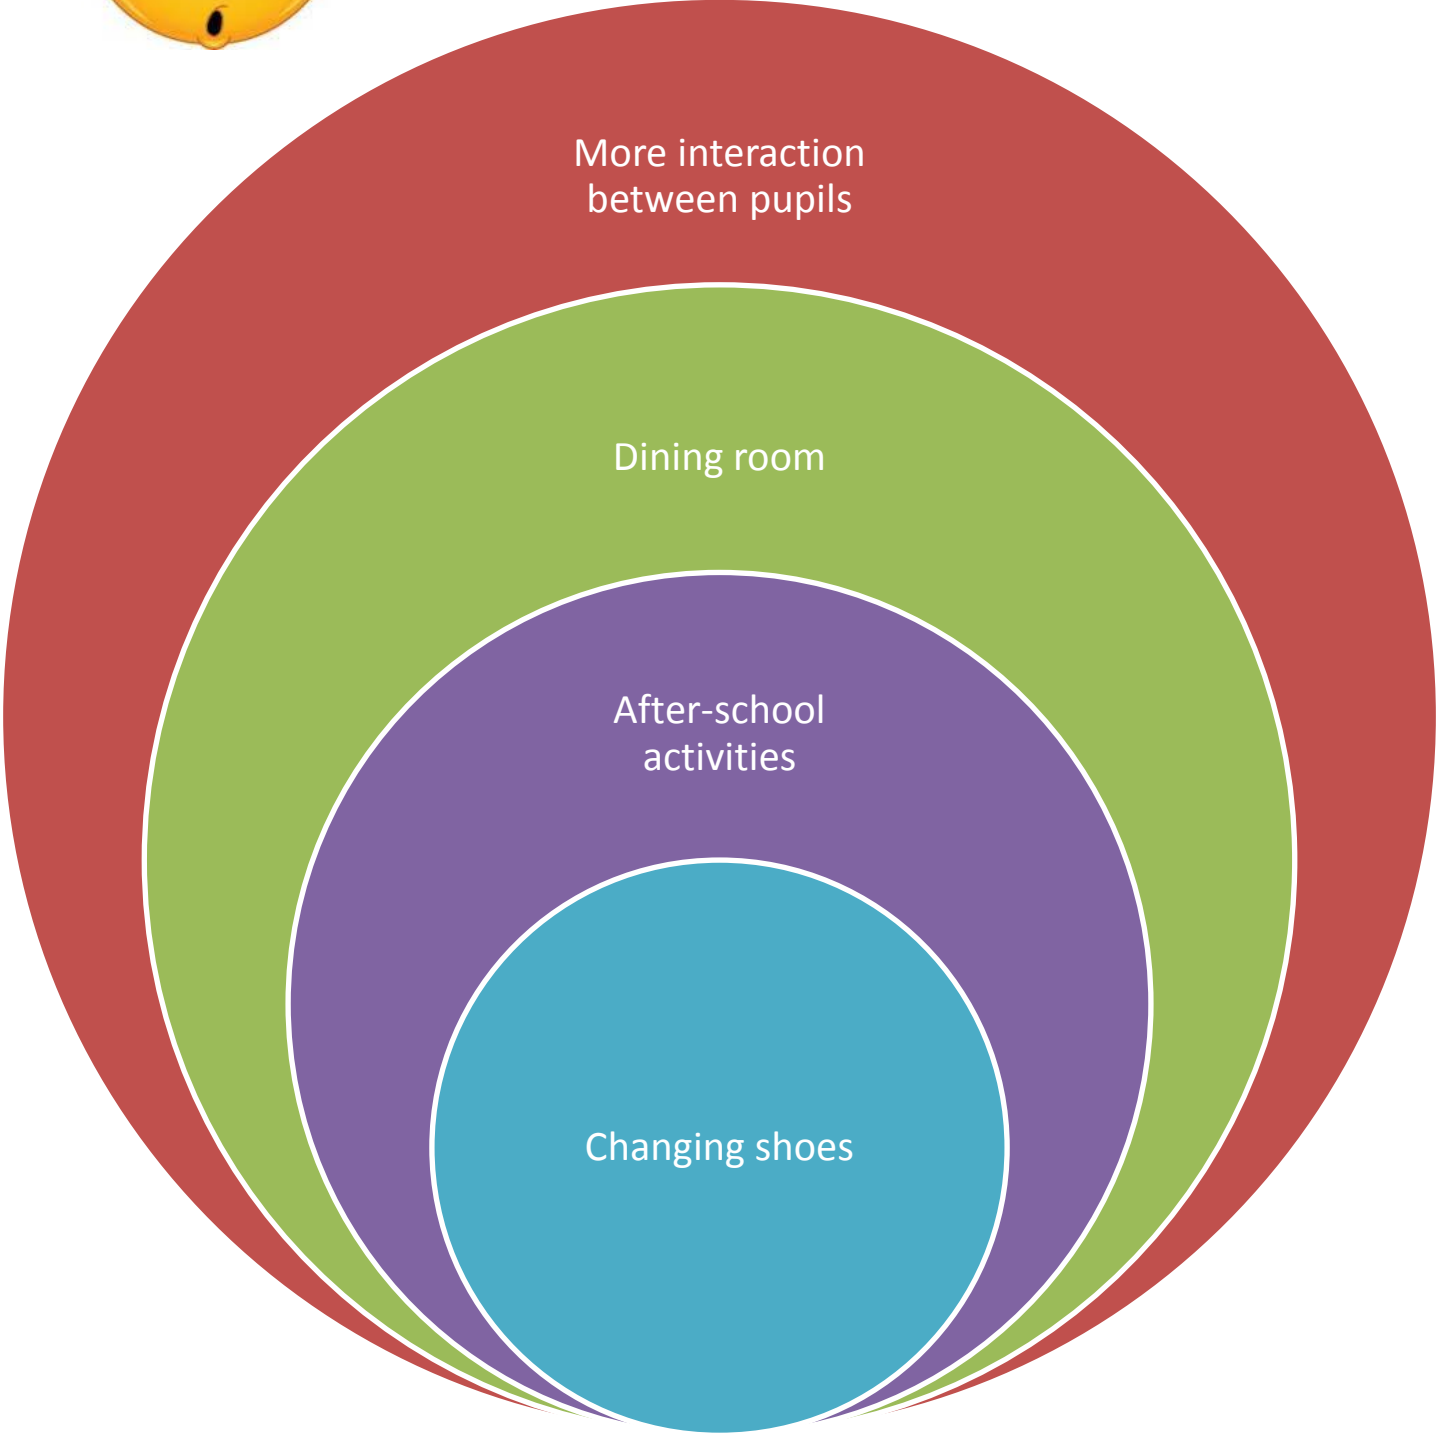 More interaction
between pupils
Dining room
After-school
activities
Changing shoes